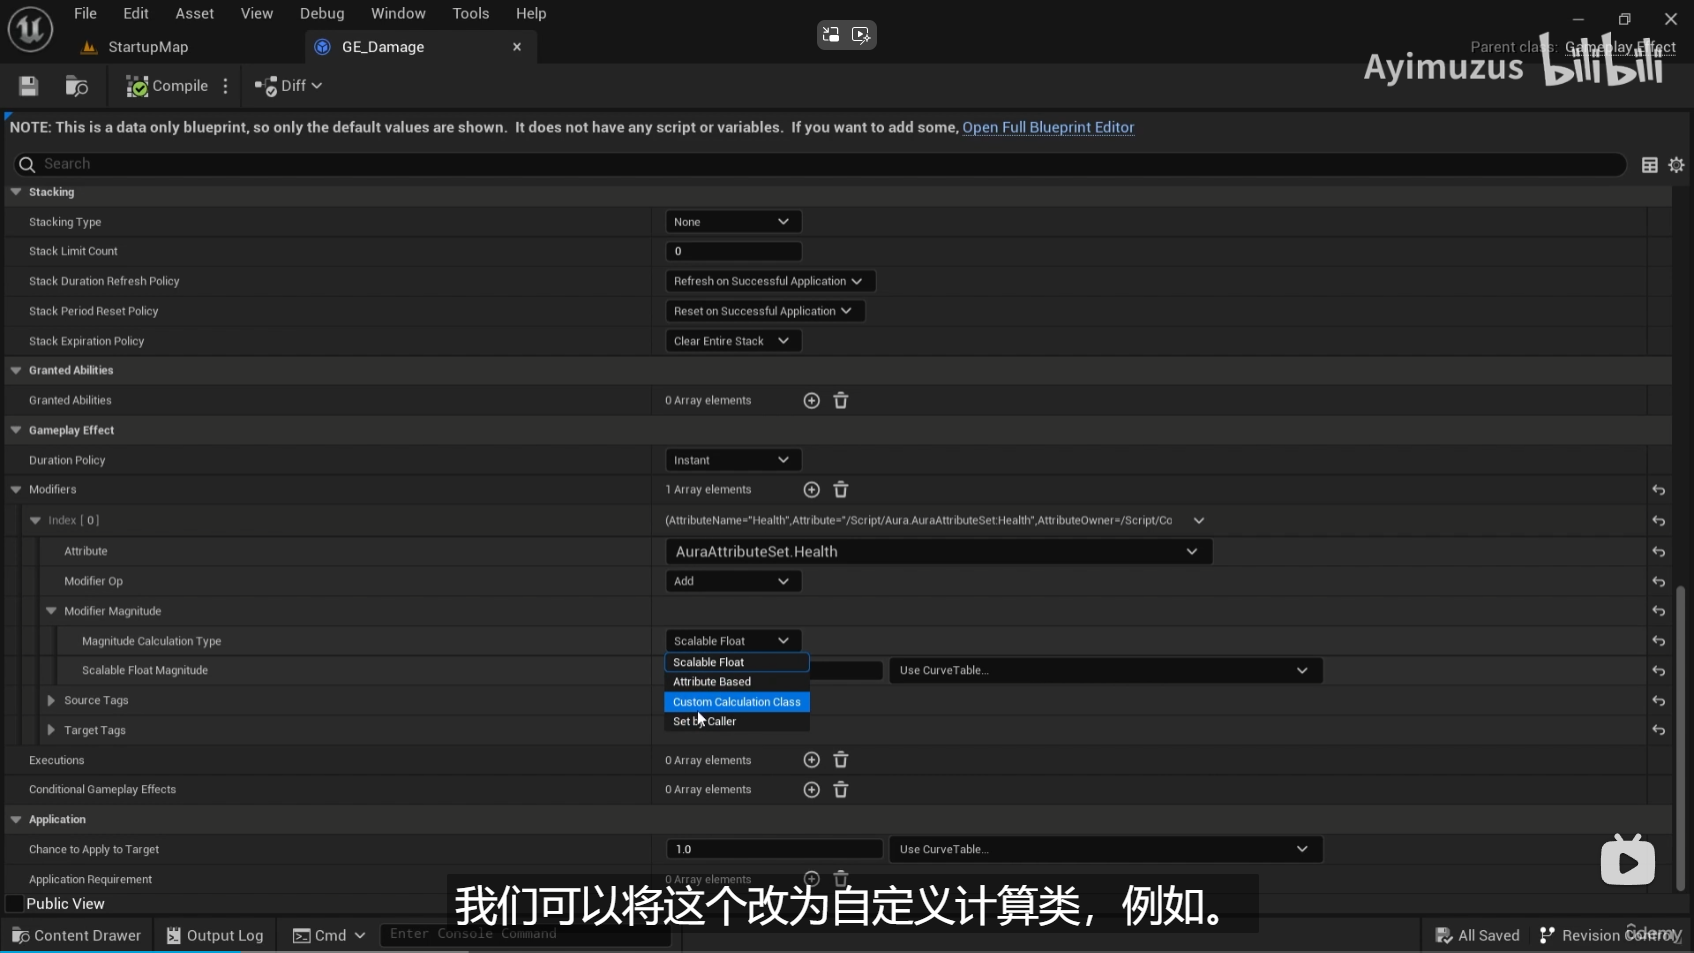 File Edit Asset View Debug Window Tools Help
StartupMap
GE_Damage
Parent class: Gameplay Effect
Ayimuzus bilibili
Compile
Diff
NOTE: This is a data only blueprint, so only the default values are shown. It does not have any script or variables. If you want to add some, Open Full Blueprint Editor
Search
Stacking
Stacking Type None
Stack Limit Count 0
Stack Duration Refresh Policy Refresh on Successful Application
Stack Period Reset Policy Reset on Successful Application
Stack Expiration Policy Clear Entire Stack
Granted Abilities
Granted Abilities 0 Array elements
Gameplay Effect
Duration Policy Instant
Modifiers 1 Array elements
Index [ 0 ] (AttributeName="Health",Attribute="/Script/Aura.AuraAttributeSet:Health",AttributeOwner=/Script/Co
Attribute AuraAttributeSet.Health
Modifier Op Add
Modifier Magnitude
Magnitude Calculation Type Scalable Float
Scalable Float
Scalable Float Magnitude Use CurveTable...
Attribute Based
Source Tags Custom Calculation Class
Set by Caller
Target Tags
Executions 0 Array elements
Conditional Gameplay Effects 0 Array elements
Application
Chance to Apply to Target 1.0 Use CurveTable...
Application Requirement 0 Array elements
Public View
我们可以将这个改为自定义计算类，例如。
Content Drawer Output Log Cmd Enter Console Command All Saved Revision Control
ûdemy